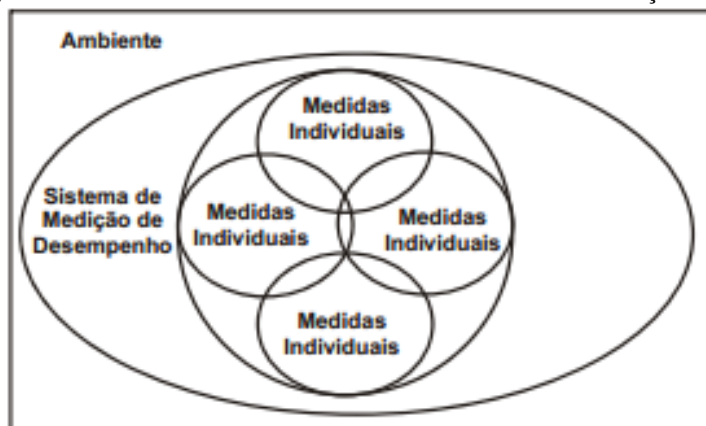 Ambiente
Medidas
Individuais
Sistema de
Medição de
Desempenho
Medidas
Individuais
Medidas
Individuais
Medidas
Individuais